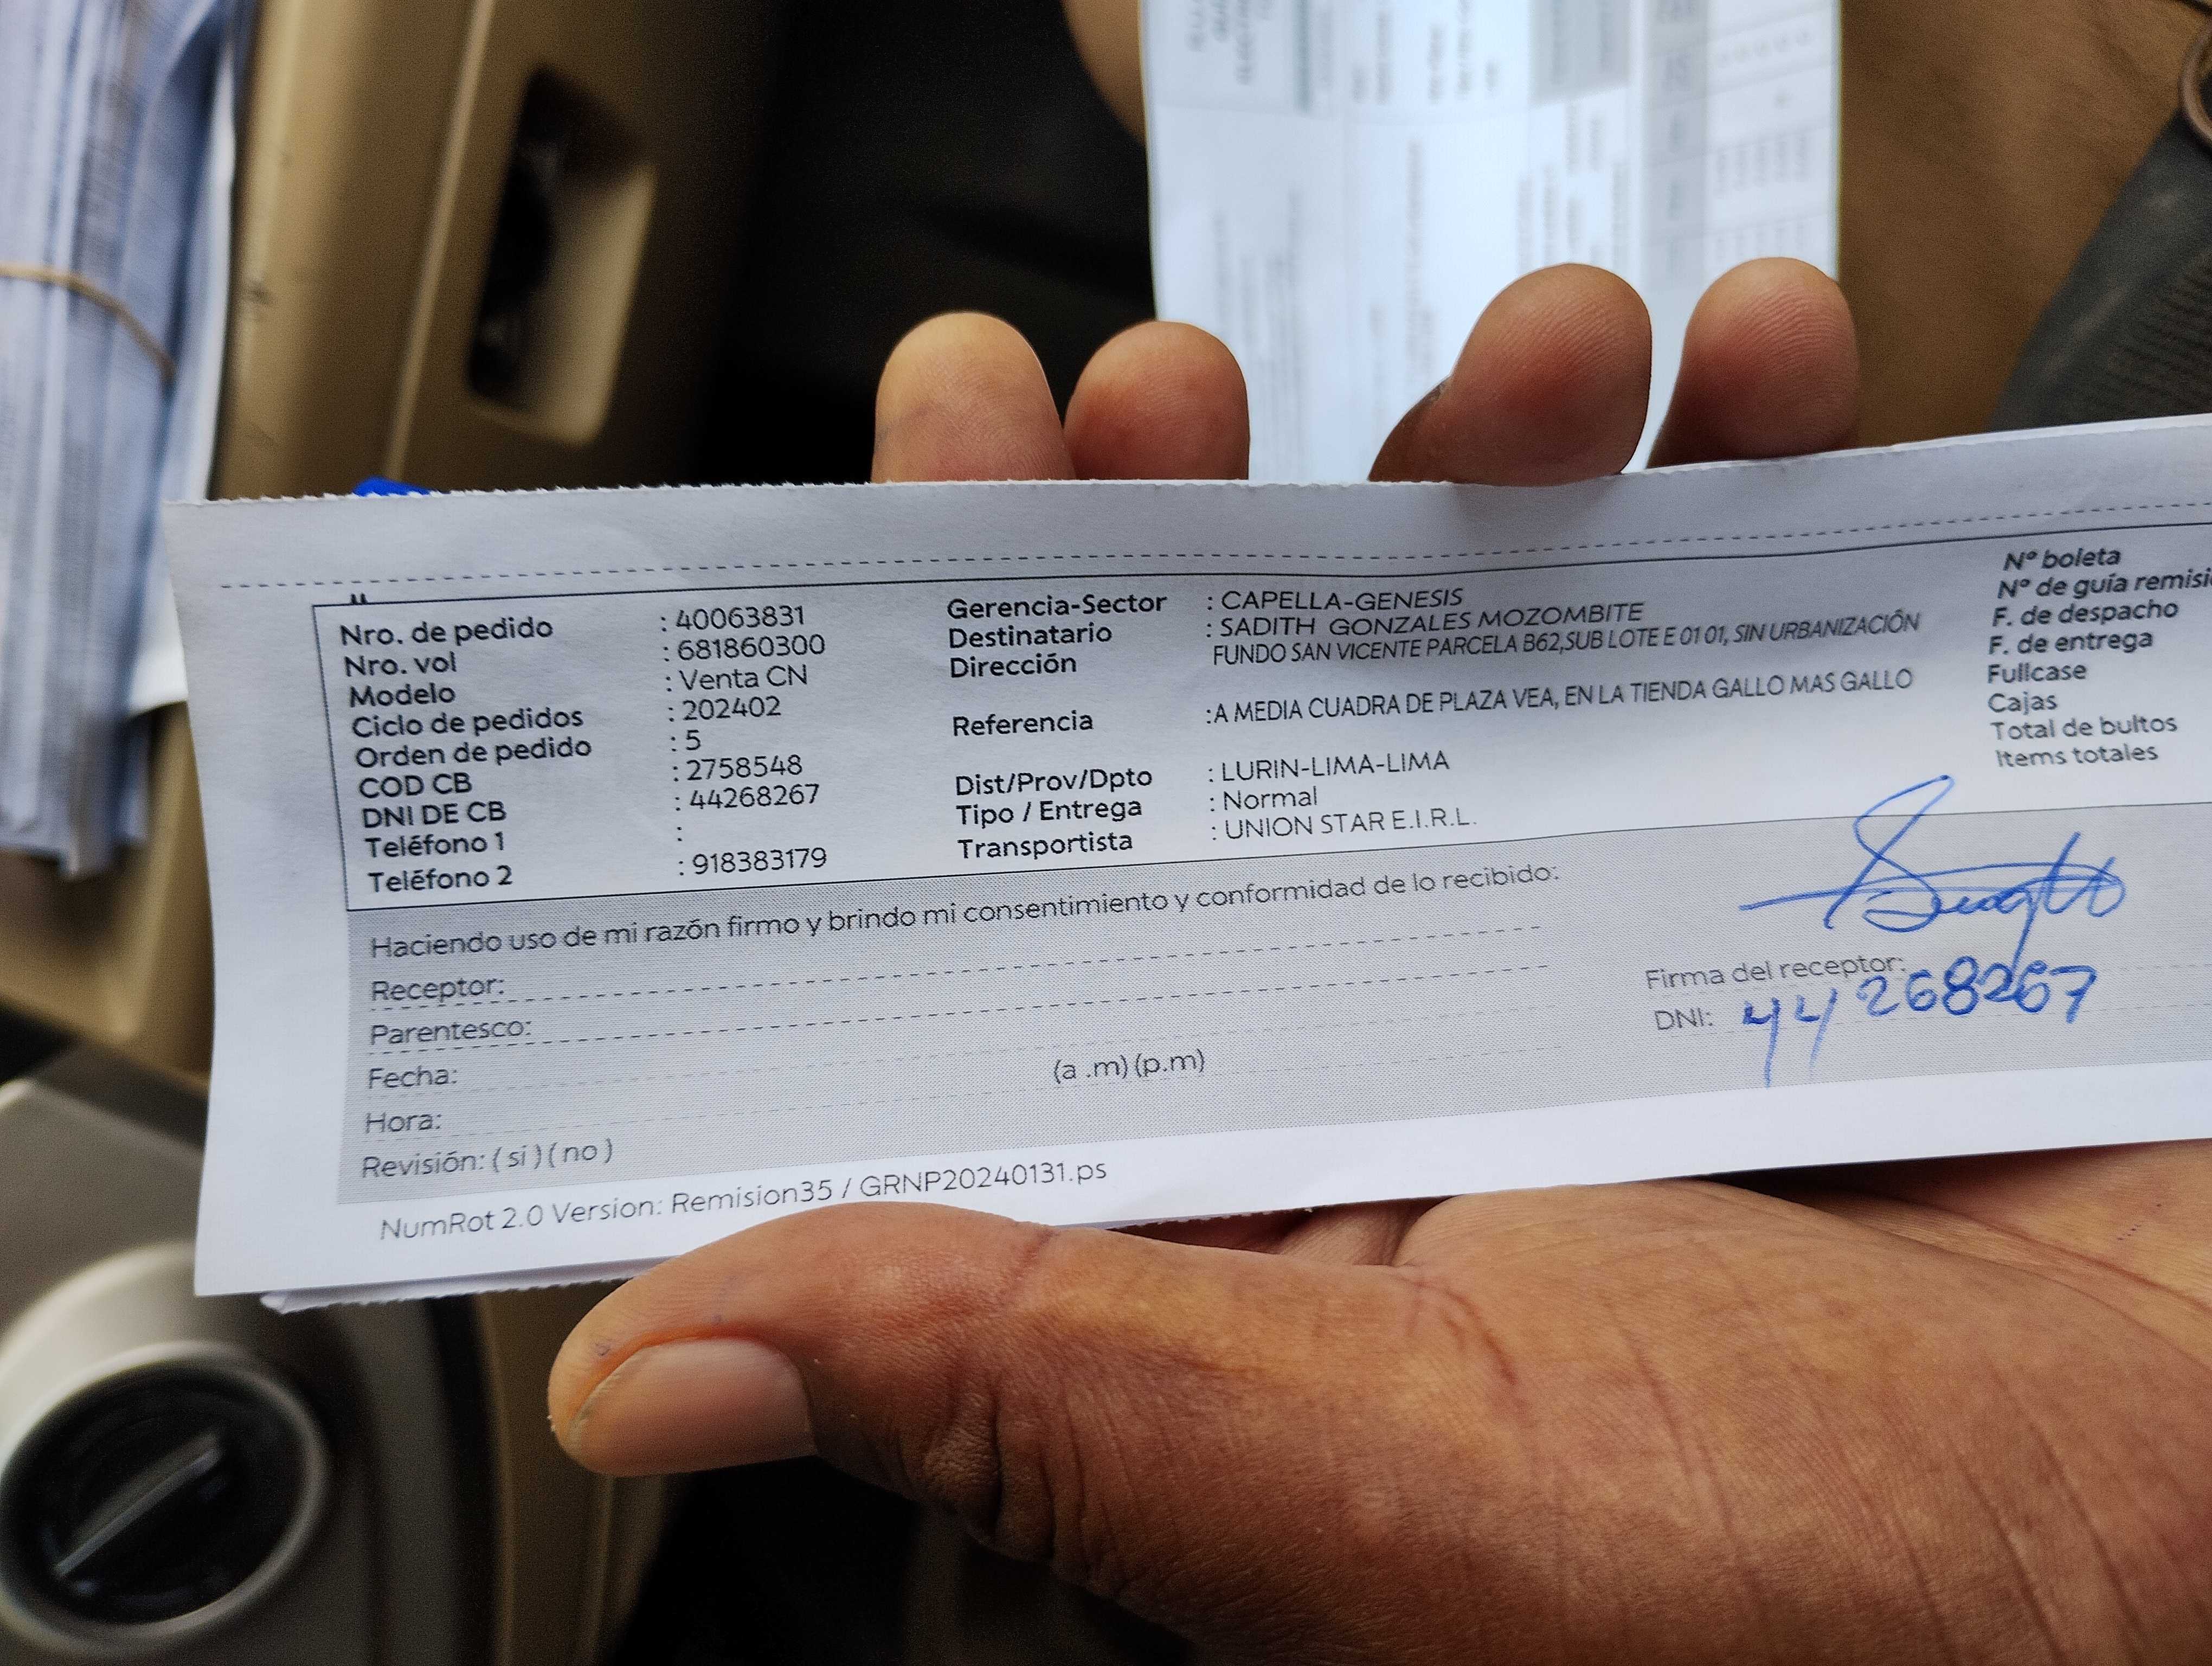 Nro. de pedido : 40063831
Nro. vol : 681860300
Modelo : Venta CN
Ciclo de pedidos : 202402
Orden de pedido : 5
COD CB : 2758548
DNI DE CB : 44268267
Teléfono 1 :
Teléfono 2 : 918383179
Gerencia-Sector : CAPELLA-GENESIS
Destinatario : SADITH GONZALES MOZOMBITE
Dirección FUNDO SAN VICENTE PARCELA B62,SUB LOTE E 01 01, SIN URBANIZACIÓN
Referencia :A MEDIA CUADRA DE PLAZA VEA, EN LA TIENDA GALLO MAS GALLO
Dist/Prov/Dpto : LURIN-LIMA-LIMA
Tipo / Entrega : Normal
Transportista : UNION STAR E.I.R.L.
Nº boleta
Nº de guía remisi
F. de despacho
F. de entrega
Fullcase
Cajas
Total de bultos
Items totales
Haciendo uso de mi razón firmo y brindo mi consentimiento y conformidad de lo recibido:
Receptor:
Parentesco:
Fecha:
(a .m) (p.m)
Hora:
Revisión: ( si ) ( no )
Firma del receptor:
DNI: 44268267
NumRot 2.0 Version: Remision35 / GRNP20240131.ps